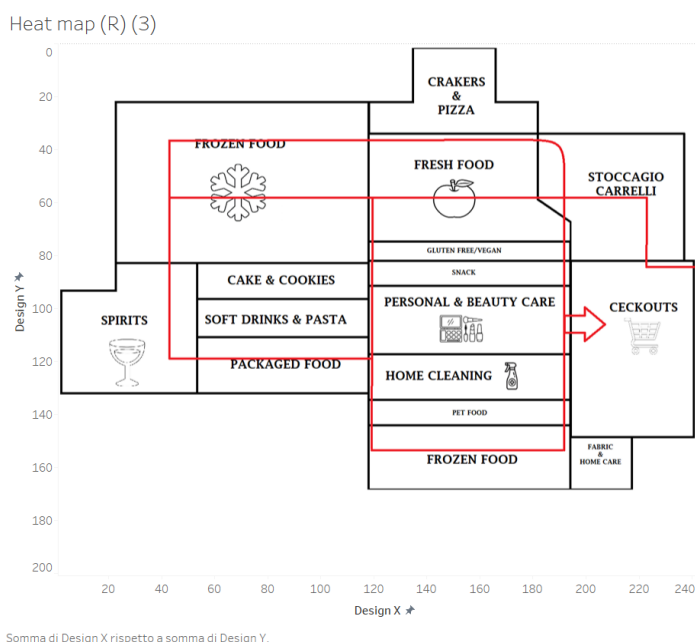 Heat map (R) (3)
0
20
40
60
80
100
120
140
160
180
200
Design Y
CRAKERS
&
PIZZA
FROZEN FOOD
FRESH FOOD
STOCCAGIO
CARRELLI
GLUTEN FREE/VEGAN
SNACK
CAKE & COOKIES
PERSONAL & BEAUTY CARE
CECKOUTS
SPIRITS
SOFT DRINKS & PASTA
PACKAGED FOOD
HOME CLEANING
PET FOOD
FROZEN FOOD
FABRIC
&
HOME CARE
20
40
60
80
100
120
140
160
180
200
220
240
Design X
Somma di Design X rispetto a somma di Design Y.